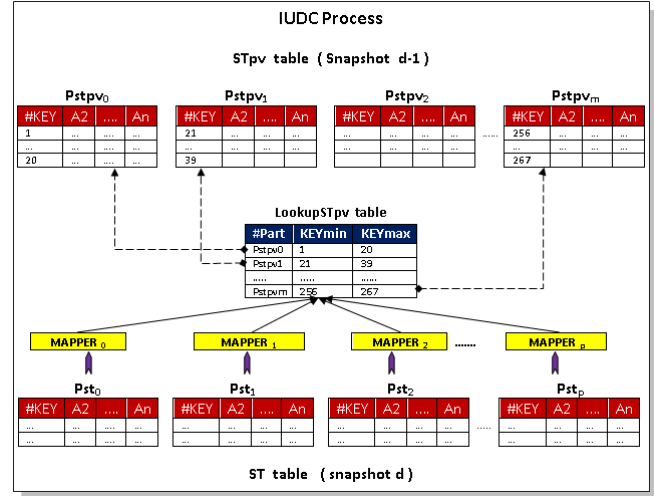 IUDC Process
STpv table ( Snapshot d-1)
Pstpv0 Pstpv1 Pstpv2 Pstpvm
#KEY A2 .... An #KEY A2 .... An #KEY A2 .... An #KEY A2 .... An
1 ... ... ... 21 ... ... ... ... ... ... ... 256 ... ... ...
... ... ... ... ... ... ... ... ... ... ... ... ..... ... ... ... ...
20 ... ... ... 39 ... ... ... 267 ... ... ...
LookupSTpv table
#Part KEYmin KEYmax
Pstpv0 1 20
Pstpv1 21 39
..... ..... ......
Pstpvm 256 267
MAPPER 0 MAPPER 1 MAPPER 2 ....... MAPPER p
Pst0 Pst1 Pst2 Pstp
#KEY A2 .... An #KEY A2 .... An #KEY A2 .... An #KEY A2 .... An
... ... ... ... ... ... ... ... ... ... ... ... ..... ... ... ... ...
... ... ... ... ... ... ... ... ... ... ... ... ... ... ... ...
ST table ( snapshot d )